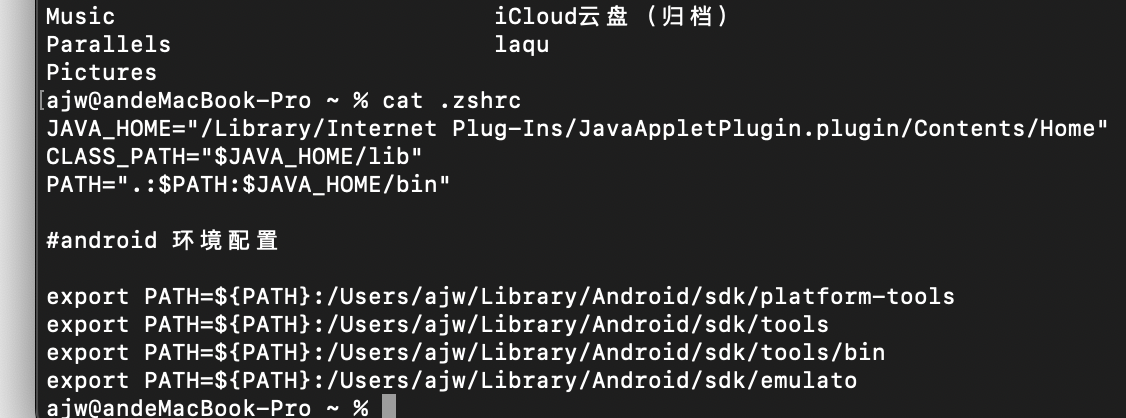 Music iCloud云盘（归档）
Parallels laqu
Pictures
[ajw@andeMacBook-Pro ~ % cat .zshrc
JAVA_HOME="/Library/Internet Plug-Ins/JavaAppletPlugin.plugin/Contents/Home"
CLASS_PATH="$JAVA_HOME/lib"
PATH=".:$PATH:$JAVA_HOME/bin"
#android 环境配置
export PATH=${PATH}:/Users/ajw/Library/Android/sdk/platform-tools
export PATH=${PATH}:/Users/ajw/Library/Android/sdk/tools
export PATH=${PATH}:/Users/ajw/Library/Android/sdk/tools/bin
export PATH=${PATH}:/Users/ajw/Library/Android/sdk/emulato
ajw@andeMacBook-Pro ~ %